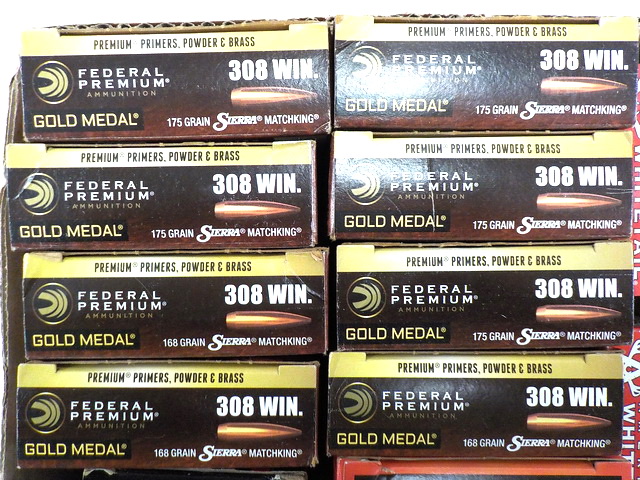 PREMIUM® PRIMERS, POWDER & BRASS
FEDERAL
PREMIUM®
AMMUNITION
308 WIN.
GOLD MEDAL®
175 GRAIN SIERRA® MATCHKING®
PREMIUM® PRIMERS, POWDER & BRASS
FEDERAL
PREMIUM®
AMMUNITION
308 WIN.
GOLD MEDAL®
175 GRAIN SIERRA® MATCHKING®
PREMIUM® PRIMERS, POWDER & BRASS
FEDERAL
PREMIUM®
AMMUNITION
308 WIN.
GOLD MEDAL®
175 GRAIN SIERRA® MATCHKING®
PREMIUM® PRIMERS, POWDER & BRASS
FEDERAL
PREMIUM®
AMMUNITION
308 WIN.
GOLD MEDAL®
175 GRAIN SIERRA® MATCHKING®
PREMIUM® PRIMERS, POWDER & BRASS
FEDERAL
PREMIUM®
AMMUNITION
308 WIN.
GOLD MEDAL®
168 GRAIN SIERRA® MATCHKING®
PREMIUM® PRIMERS, POWDER & BRASS
FEDERAL
PREMIUM®
AMMUNITION
308 WIN.
GOLD MEDAL®
175 GRAIN SIERRA® MATCHKING®
PREMIUM® PRIMERS, POWDER & BRASS
FEDERAL
PREMIUM®
AMMUNITION
308 WIN.
GOLD MEDAL®
168 GRAIN SIERRA® MATCHKING®
PREMIUM® PRIMERS, POWDER & BRASS
FEDERAL
PREMIUM®
AMMUNITION
308 WIN.
GOLD MEDAL®
168 GRAIN SIERRA® MATCHKING®
WHITETAIL
WHIT